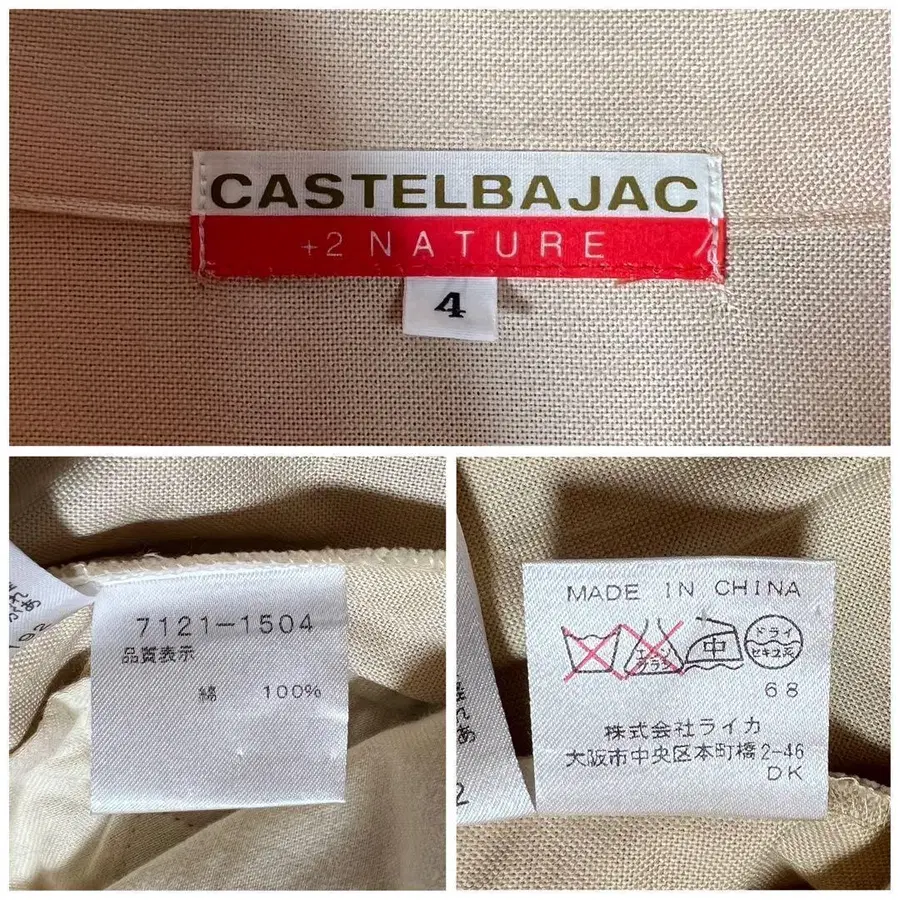 CASTELBAJAC
+2 NATURE
4
7121-1504
品質表示
綿 100%
MADE IN CHINA
エンソ
サラシ
中
ドライ
セキユ系
68
株式会社ライカ
大阪市中央区本町橋2-46
DK
2